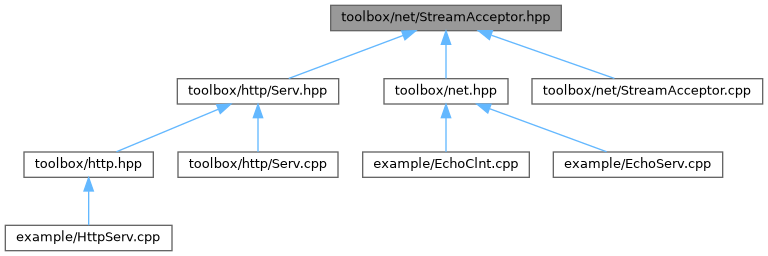 toolbox/net/StreamAcceptor.hpp
toolbox/http/Serv.hpp
toolbox/net.hpp
toolbox/net/StreamAcceptor.cpp
toolbox/http.hpp
toolbox/http/Serv.cpp
example/EchoClnt.cpp
example/EchoServ.cpp
example/HttpServ.cpp